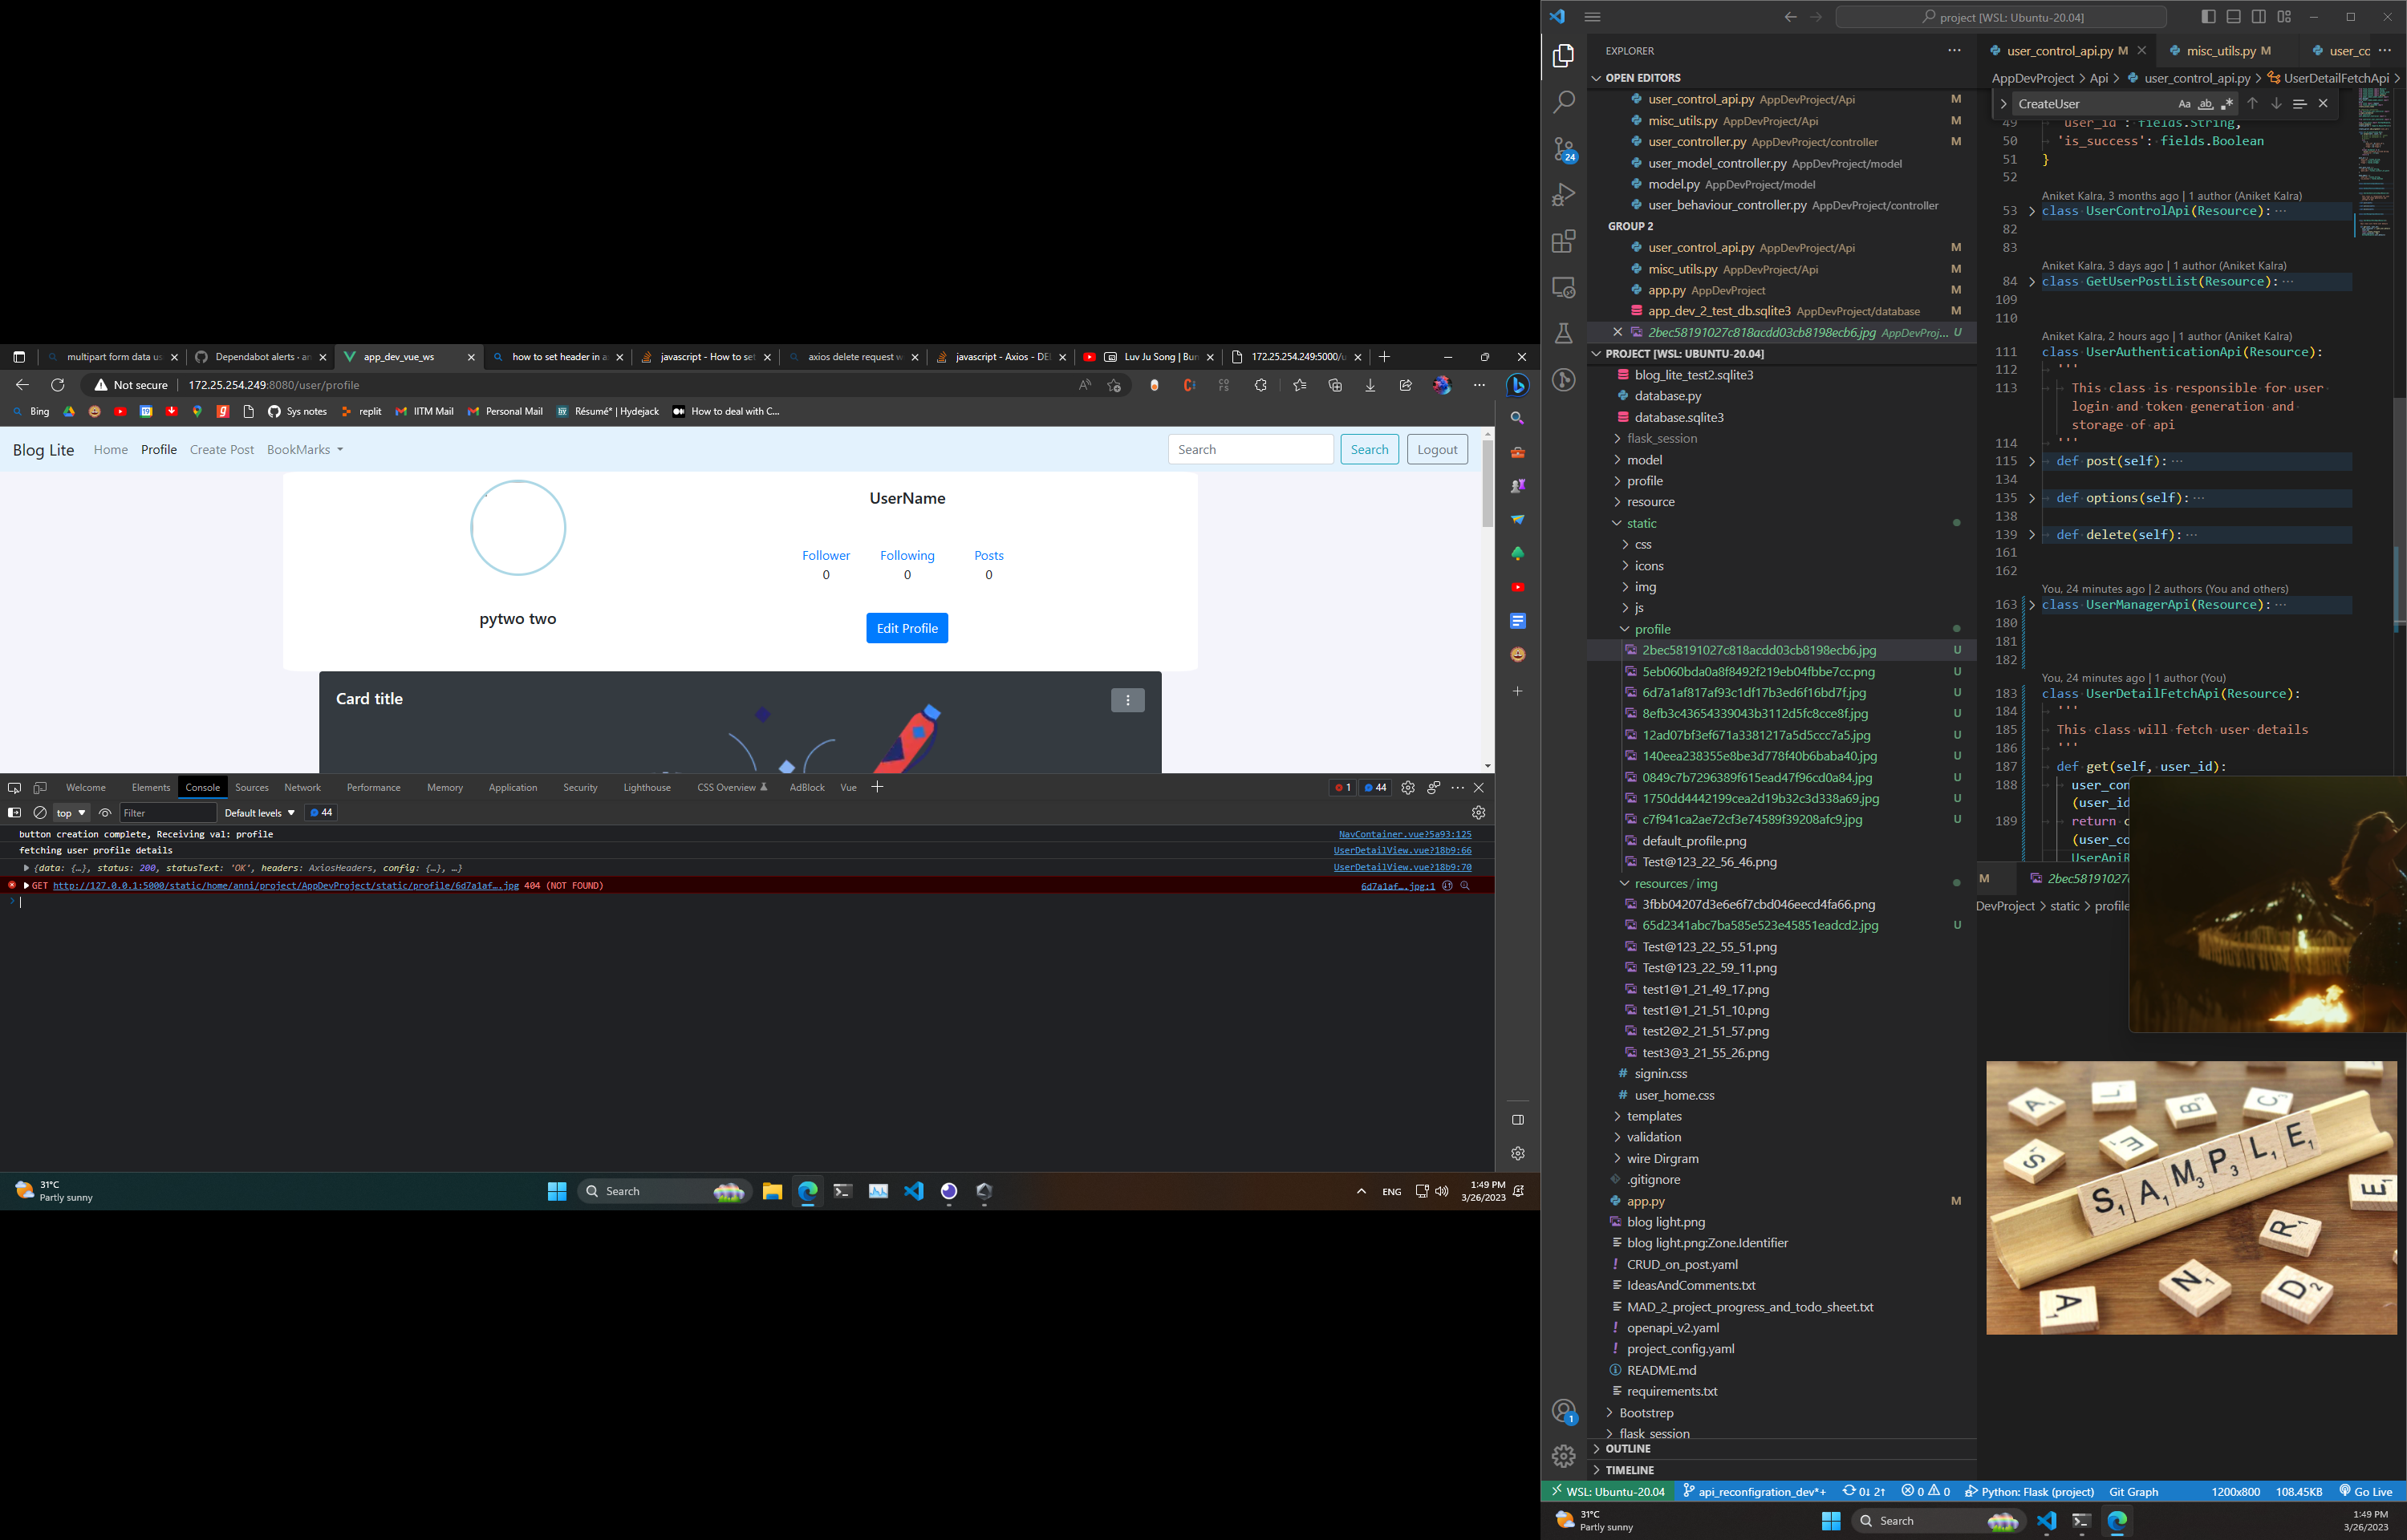 multipart form data us
Dependabot alerts · an
app_dev_vue_ws
how to set header in a
javascript - How to set
axios delete request w
javascript - Axios - DEL
Luv Ju Song | Bun
172.25.254.249:5000/u
Not secure
172.25.254.249:8080/user/profile
Bing
Sys notes
replit
IITM Mail
Personal Mail
Résumé* | Hydejack
How to deal with C...
Blog Lite
Home
Profile
Create Post
BookMarks
Search
Search
Logout
UserName
Follower
Following
Posts
0
0
0
pytwo two
Edit Profile
Card title
Welcome
Elements
Console
Sources
Network
Performance
Memory
Application
Security
Lighthouse
CSS Overview
AdBlock
Vue
1
44
top
Filter
Default levels
44
button creation complete, Receiving val: profile
NavContainer.vue?5a93:125
fetching user profile details
UserDetailView.vue?18b9:66
{data: {…}, status: 200, statusText: 'OK', headers: AxiosHeaders, config: {…}, …}
UserDetailView.vue?18b9:70
GET http://127.0.0.1:5000/static/home/anni/project/AppDevProject/static/profile/6d7a1af….jpg 404 (NOT FOUND)
6d7a1af….jpg:1
31°C
Partly sunny
Search
ENG
1:49 PM
3/26/2023
project [WSL: Ubuntu-20.04]
EXPLORER
OPEN EDITORS
user_control_api.py AppDevProject/Api M
misc_utils.py AppDevProject/Api M
user_controller.py AppDevProject/controller M
user_model_controller.py AppDevProject/model
model.py AppDevProject/model
user_behaviour_controller.py AppDevProject/controller
GROUP 2
user_control_api.py AppDevProject/Api M
misc_utils.py AppDevProject/Api M
app.py AppDevProject M
app_dev_2_test_db.sqlite3 AppDevProject/database M
2bec58191027c818acdd03cb8198ecb6.jpg AppDevProj... U
PROJECT [WSL: UBUNTU-20.04]
blog_lite_test2.sqlite3
database.py
database.sqlite3
flask_session
model
profile
resource
static
css
icons
img
js
profile
2bec58191027c818acdd03cb8198ecb6.jpg U
5eb060bda0a8f8492f219eb04fbbe7cc.png U
6d7a1af817af93c1df17b3ed6f16bd7f.jpg U
8efb3c43654339043b3112d5fc8cce8f.jpg U
12ad07bf3ef671a3381217a5d5ccc7a5.jpg U
140eea238355e8be3d778f40b6baba40.jpg U
0849c7b7296389f615ead47f96cd0a84.jpg U
1750dd4442199cea2d19b32c3d338a69.jpg U
c7f941ca2ae72cf3e74589f39208afc9.jpg U
default_profile.png
Test@123_22_56_46.png
resources / img
3fbb04207d3e6e6f7cbd046eecd4fa66.png
65d2341abc7ba585e523e45851eadcd2.jpg U
Test@123_22_55_51.png
Test@123_22_59_11.png
test1@1_21_49_17.png
test1@1_21_51_10.png
test2@2_21_51_57.png
test3@3_21_55_26.png
signin.css
user_home.css
templates
validation
wire Dirgram
.gitignore
app.py M
blog light.png
blog light.png:Zone.Identifier
CRUD_on_post.yaml
IdeasAndComments.txt
MAD_2_project_progress_and_todo_sheet.txt
openapi_v2.yaml
project_config.yaml
README.md
requirements.txt
Bootstrep
flask_session
OUTLINE
TIMELINE
24
1
user_control_api.py M
misc_utils.py M
user_co
AppDevProject > Api > user_control_api.py > UserDetailFetchApi >
CreateUser
49 'user_id': fields.String,
50 'is_success': fields.Boolean
51 }
52
Aniket Kalra, 3 months ago | 1 author (Aniket Kalra)
53 class UserControlApi(Resource):…
82
83
Aniket Kalra, 3 days ago | 1 author (Aniket Kalra)
84 class GetUserPostList(Resource):…
109
110
Aniket Kalra, 2 hours ago | 1 author (Aniket Kalra)
111 class UserAuthenticationApi(Resource):
112 '''
113 This class is responsible for user
login and token generation and
storage of api
114 '''
115 def post(self):…
134
135 def options(self):…
138
139 def delete(self):…
161
162
You, 24 minutes ago | 2 authors (You and others)
163 class UserManagerApi(Resource):…
180
181
182
You, 24 minutes ago | 1 author (You)
183 class UserDetailFetchApi(Resource):
184 '''
185 This class will fetch user details
186 '''
187 def get(self, user_id):
188 user_con
(user_id
189 return c
(user_co
UserApiR
M
2bec5819102
DevProject > static > profile
SAMPLE
A
L
B
C
S
E
E
R
N
D
A
WSL: Ubuntu-20.04
api_reconfigration_dev*+
0↓ 2↑
0
0
Python: Flask (project)
Git Graph
1200x800
108.45KB
Go Live
31°C
Partly sunny
Search
1:49 PM
3/26/2023